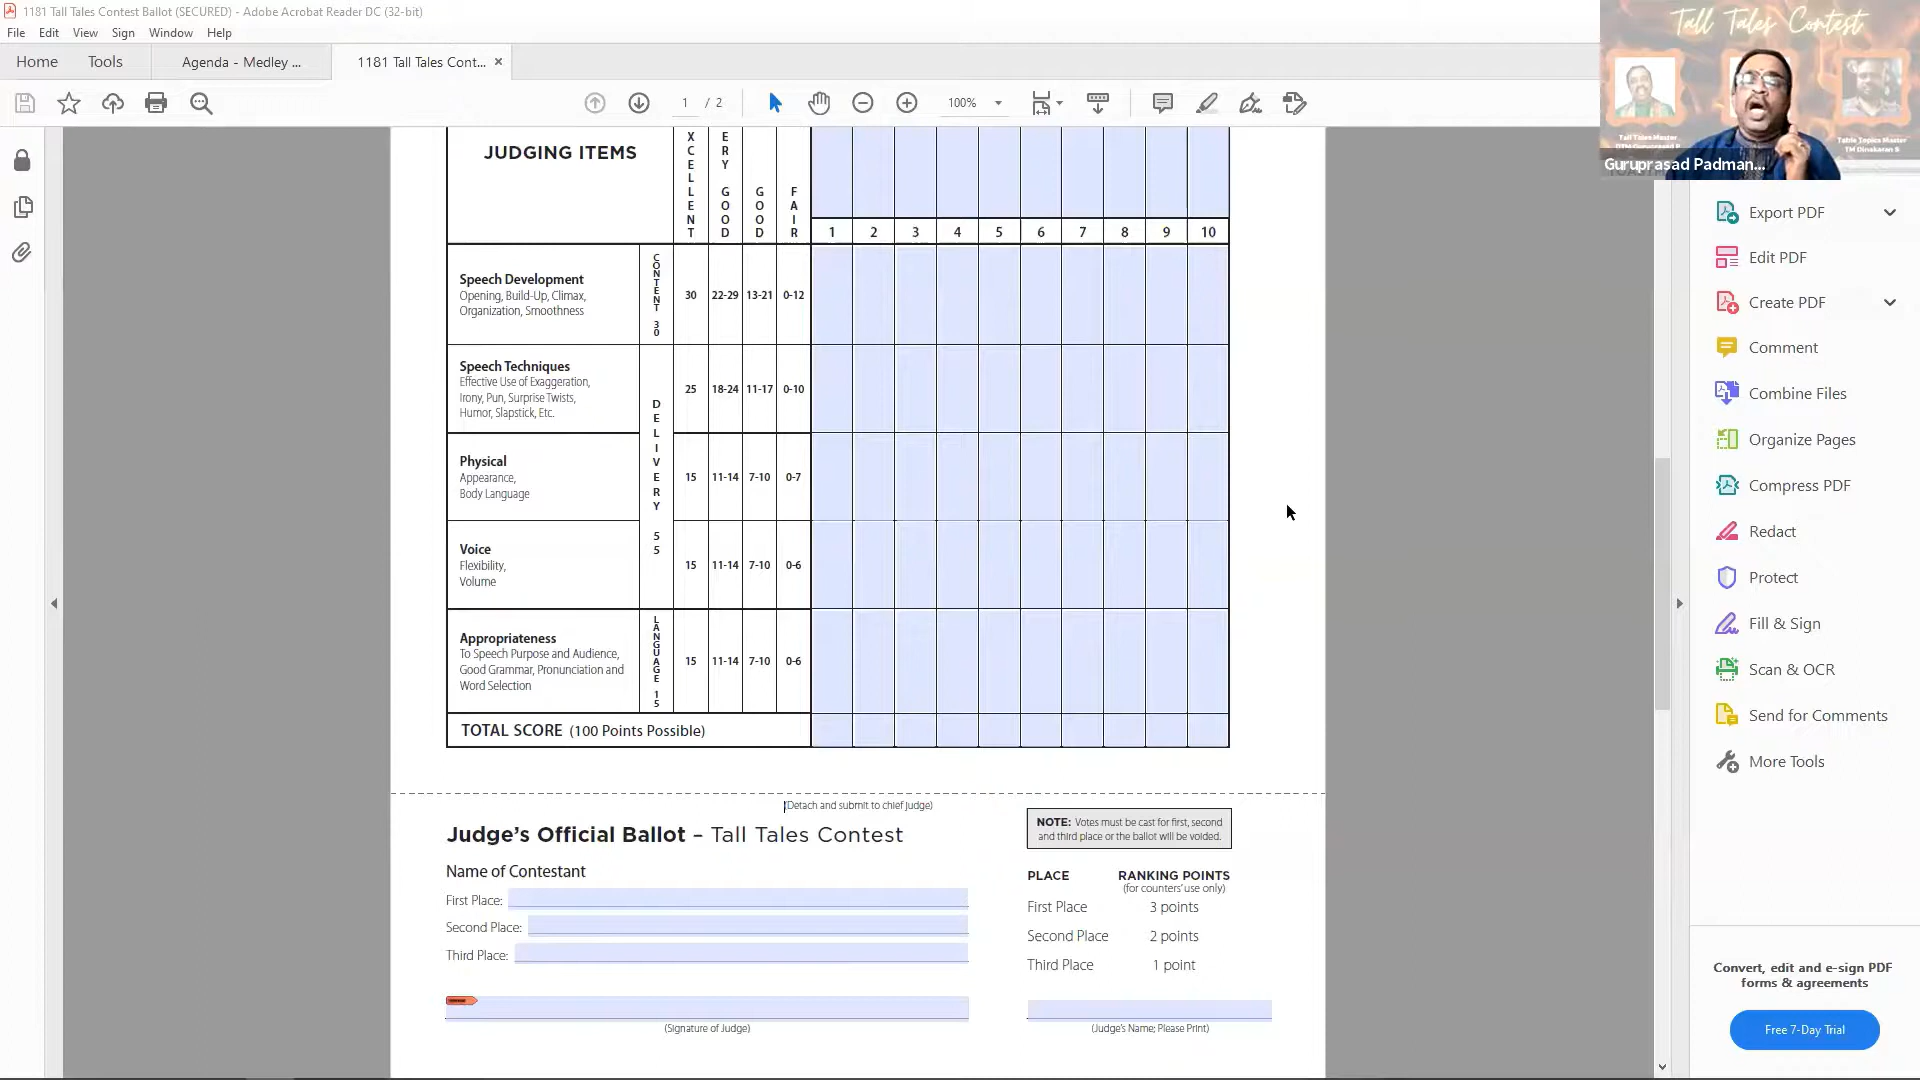 1181 Tall Tales Contest Ballot (SECURED) - Adobe Acrobat Reader DC (32-bit)
File Edit View Sign Window Help
Home Tools Agenda - Medley ... 1181 Tall Tales Cont... ×
1 / 2 100%
Tall Tales Contest
Tall Tales Master
Table Topics Master
TM Dinakaran S
Guruprasad Padman...
JUDGING ITEMS
XCELLENT
ERY GOOD
GOOD
FAIR
1 2 3 4 5 6 7 8 9 10
Speech Development
Opening, Build-Up, Climax,
Organization, Smoothness
CONTENT 30
30 22-29 13-21 0-12
Speech Techniques
Effective Use of Exaggeration,
Irony, Pun, Surprise Twists,
Humor, Slapstick, Etc.
DELIVERY 55
25 18-24 11-17 0-10
Physical
Appearance,
Body Language
15 11-14 7-10 0-7
Voice
Flexibility,
Volume
15 11-14 7-10 0-6
Appropriateness
To Speech Purpose and Audience,
Good Grammar, Pronunciation and
Word Selection
LANGUAGE 15
15 11-14 7-10 0-6
TOTAL SCORE (100 Points Possible)
(Detach and submit to chief judge)
Judge's Official Ballot – Tall Tales Contest
Name of Contestant
First Place:
Second Place:
Third Place:
(Signature of Judge)
NOTE: Votes must be cast for first, second
and third place or the ballot will be voided.
PLACE RANKING POINTS
(for counters' use only)
First Place 3 points
Second Place 2 points
Third Place 1 point
(Judge's Name; Please Print)
Export PDF
Edit PDF
Create PDF
Comment
Combine Files
Organize Pages
Compress PDF
Redact
Protect
Fill & Sign
Scan & OCR
Send for Comments
More Tools
Convert, edit and e-sign PDF
forms & agreements
Free 7-Day Trial